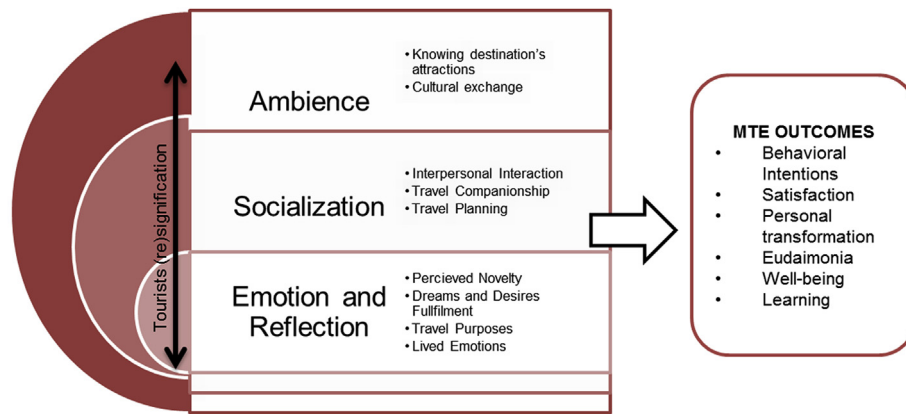 Tourists (re)signification
Ambience
• Knowing destination's
attractions
• Cultural exchange
Socialization
• Interpersonal Interaction
• Travel Companionship
• Travel Planning
Emotion and
Reflection
• Percieved Novelty
• Dreams and Desires
Fullfilment
• Travel Purposes
• Lived Emotions
MTE OUTCOMES
• Behavioral
Intentions
• Satisfaction
• Personal
transformation
• Eudaimonia
• Well-being
• Learning